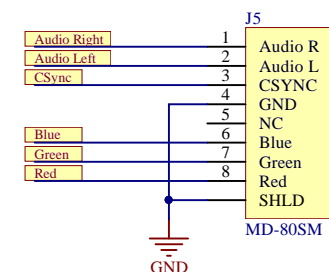 J5
Audio Right 1 Audio R
Audio Left 2 Audio L
CSync 3 CSYNC
4 GND
5 NC
Blue 6 Blue
Green 7 Green
Red 8 Red
SHLD
MD-80SM
GND